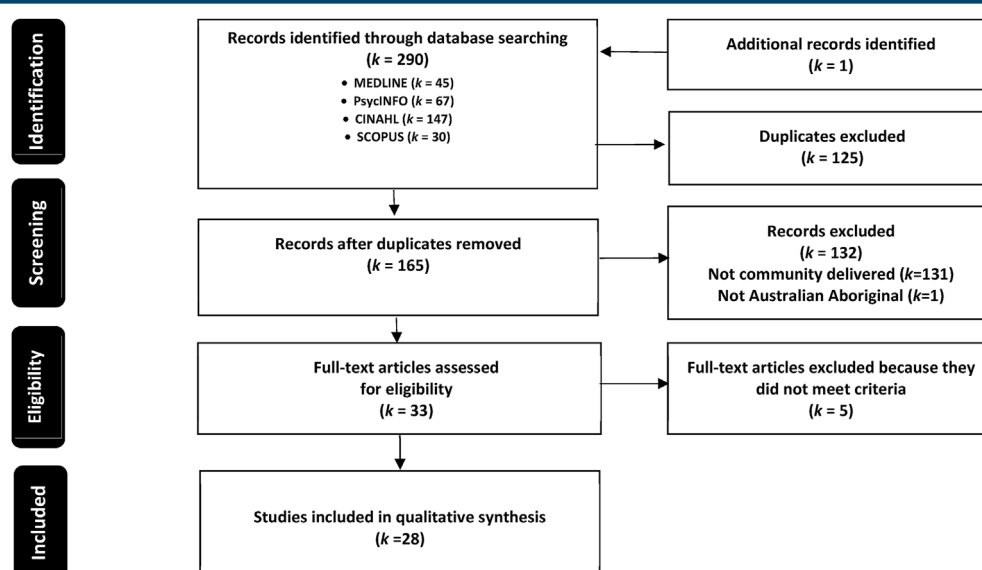 Identification
Records identified through database searching
(k = 290)
• MEDLINE (k = 45)
• PsycINFO (k = 67)
• CINAHL (k = 147)
• SCOPUS (k = 30)
Additional records identified
(k = 1)
Duplicates excluded
(k = 125)
Screening
Records after duplicates removed
(k = 165)
Records excluded
(k = 132)
Not community delivered (k=131)
Not Australian Aboriginal (k=1)
Eligibility
Full-text articles assessed
for eligibility
(k = 33)
Full-text articles excluded because they
did not meet criteria
(k = 5)
Included
Studies included in qualitative synthesis
(k =28)